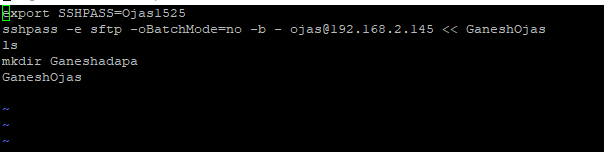 export SSHPASS=Ojas1525
sshpass -e sftp -oBatchMode=no -b - ojas@192.168.2.145 << GaneshOjas
ls
mkdir Ganeshadapa
GaneshOjas
~
~
~